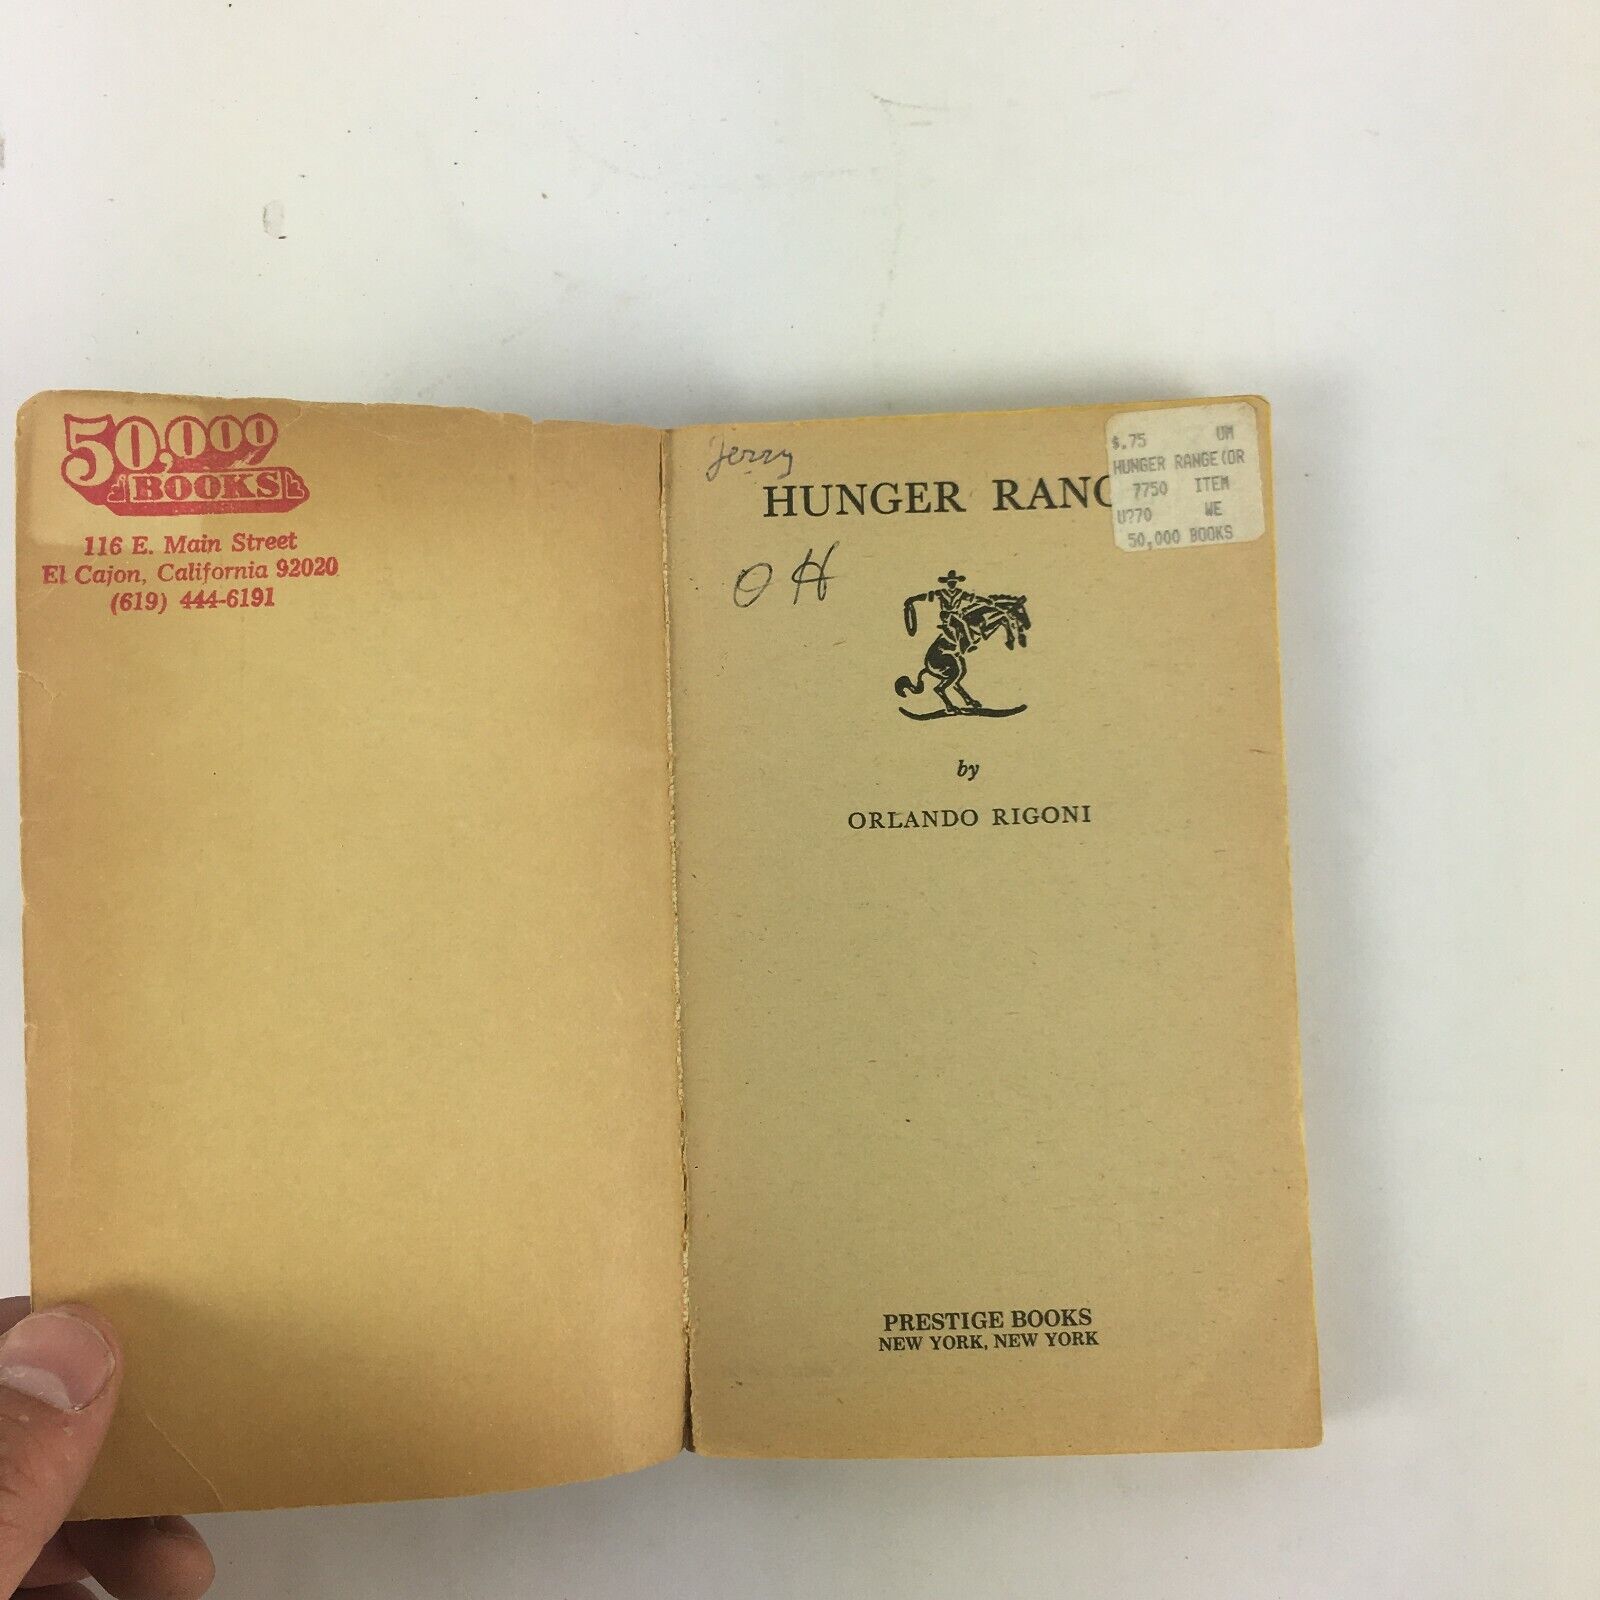 50,000
BOOKS
116 E. Main Street
El Cajon, California 92020
(619) 444-6191
Jerry
HUNGER RANG
O H
$.75 UM
HUNGER RANGE(OR
7750 ITEM
U?70 WE
50,000 BOOKS
by
ORLANDO RIGONI
PRESTIGE BOOKS
NEW YORK, NEW YORK